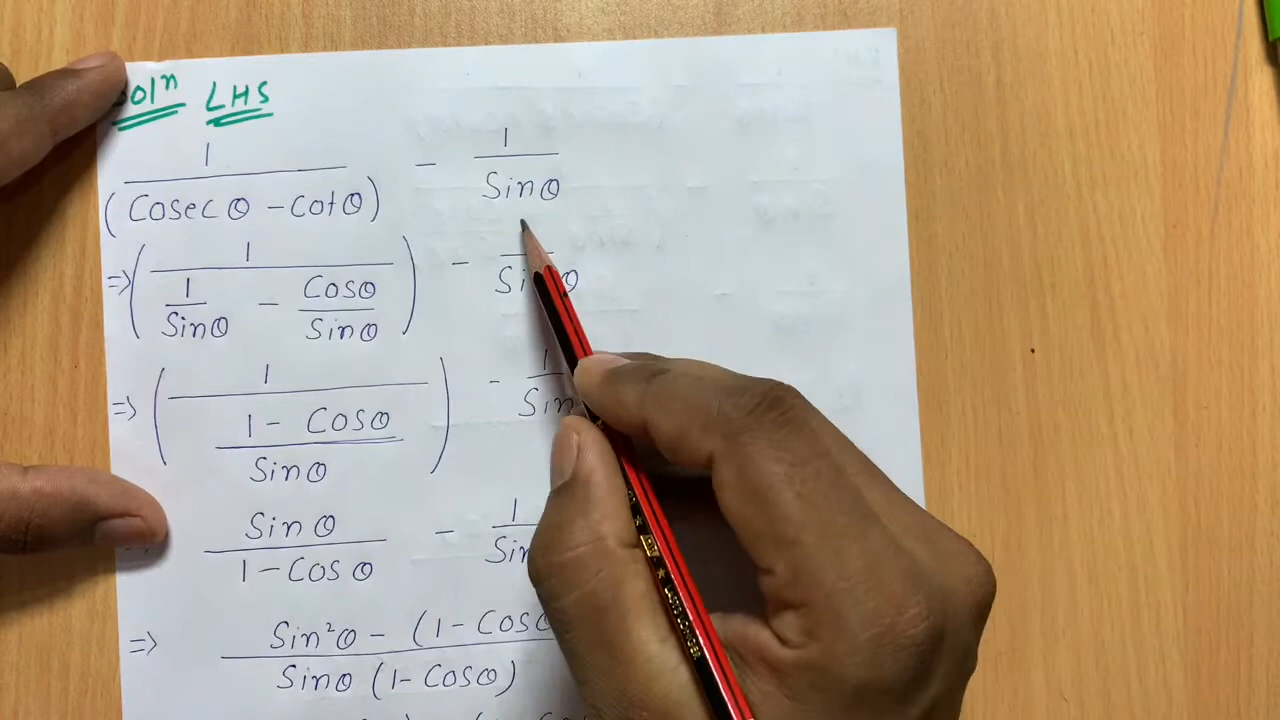 Solⁿ LHS
1/(Cosec θ - Cot θ) - 1/Sin θ
⇒ (1/(1/Sin θ - Cos θ/Sin θ)) - 1/Sin θ
⇒ (1/((1 - Cos θ)/Sin θ)) - 1/Sin
Sin θ/(1 - Cos θ) - 1/Sin
⇒ Sin²θ - (1 - Cos θ / Sin θ (1 - Cos θ)